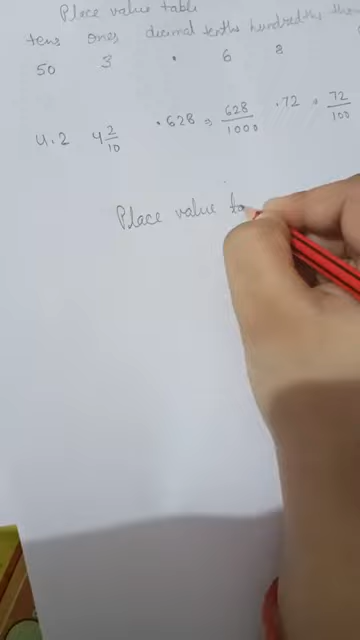 Place value table
tens ones decimal tenths hundredths
50 3 . 6 8
4.2 4 2/10 .628 = 628/1000 .72 = 72/100
Place value